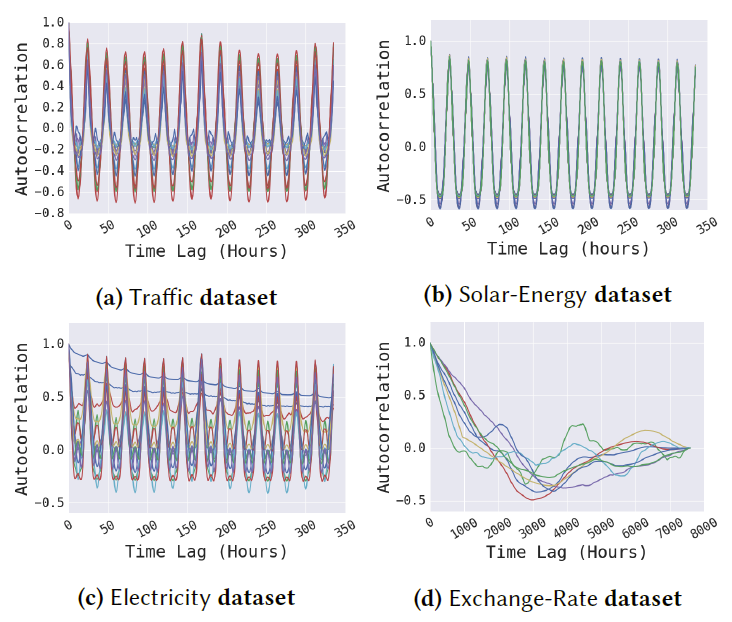 1.0
0.8
0.6
0.4
0.2
0.0
−0.2
−0.4
−0.6
−0.8
Autocorrelation
0 50 100 150 200 250 300 350
Time Lag (Hours)
(a) Traffic dataset
1.0
0.5
0.0
−0.5
Autocorrelation
0 50 100 150 200 250 300 350
Time Lag (hours)
(b) Solar-Energy dataset
1.0
0.5
0.0
−0.5
Autocorrelation
0 50 100 150 200 250 300 350
Time Lag (Hours)
(c) Electricity dataset
1.0
0.5
0.0
−0.5
Autocorrelation
0 1000 2000 3000 4000 5000 6000 7000 8000
Time Lag (Hours)
(d) Exchange-Rate dataset